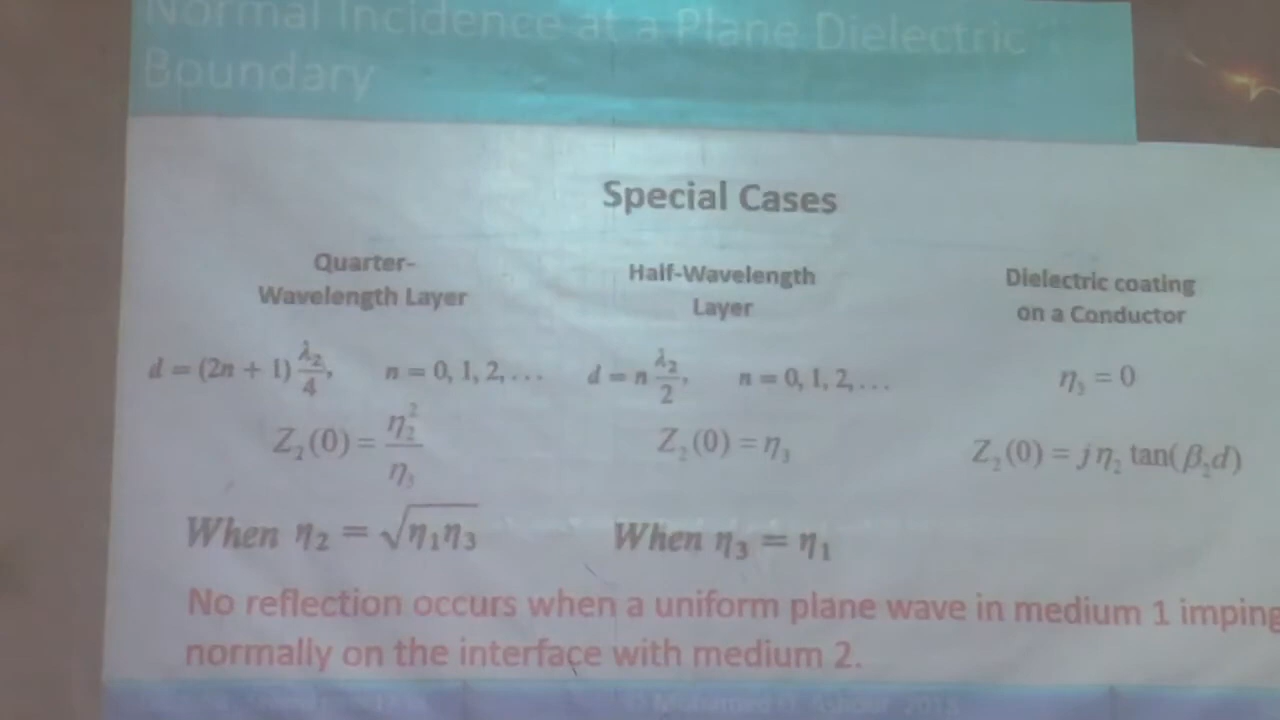 Normal Incidence at a Plane Dielectric
Boundary
Special Cases
Quarter-
Wavelength Layer
d = (2n + 1) λ₂/4, n = 0, 1, 2, ...
Z₂(0) = η₂²/η₃
When η₂ = √η₁η₃
Half-Wavelength
Layer
d = n λ₂/2, n = 0, 1, 2, ...
Z₂(0) = η₃
When η₃ = η₁
Dielectric coating
on a Conductor
η₃ = 0
Z₂(0) = jη₂ tan(β₂d)
No reflection occurs when a uniform plane wave in medium 1 imping
normally on the interface with medium 2.